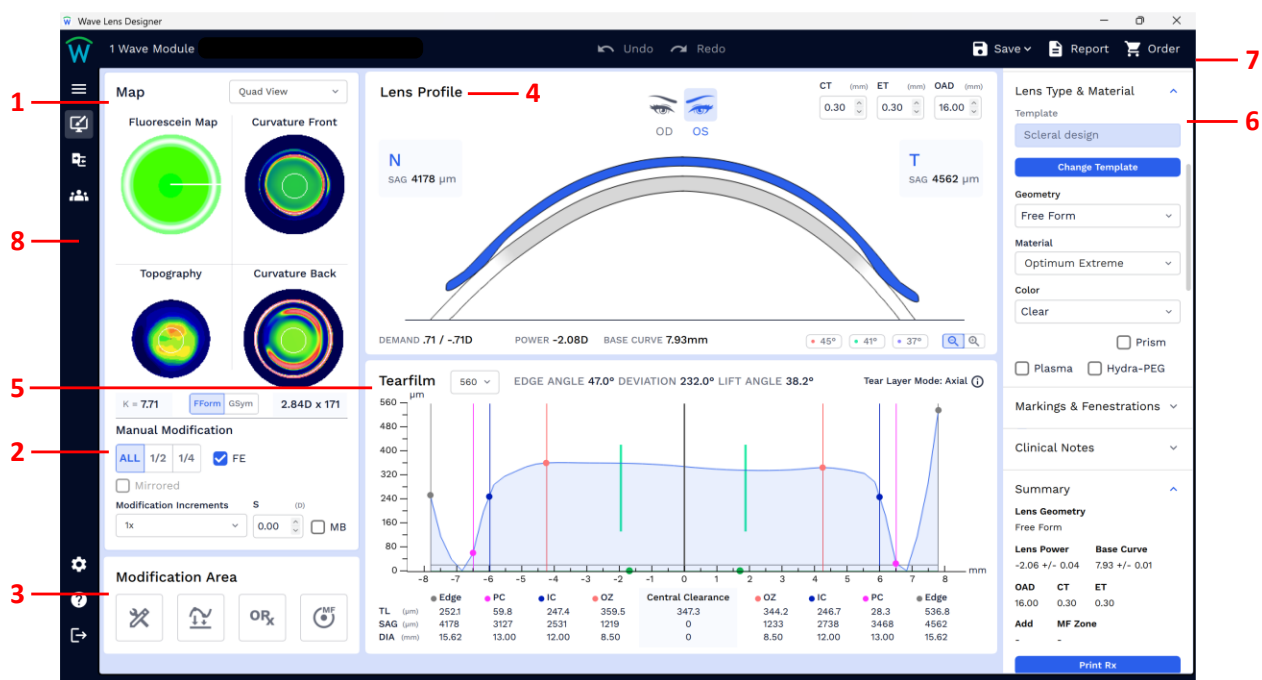 Wave Lens Designer
W
1 Wave Module
Undo
Redo
Save
Report
Order
7
1
Map
Quad View
Fluorescein Map
Curvature Front
Topography
Curvature Back
K = 7.71
FForm
GSym
2.84D x 171
Manual Modification
2
ALL
1/2
1/4
FE
Mirrored
Modification Increments
S (D)
1x
0.00
MB
3
Modification Area
ORx
MF
8
?
Lens Profile
4
OD
OS
CT (mm)
ET (mm)
OAD (mm)
0.30
0.30
16.00
N
SAG 4178 µm
T
SAG 4562 µm
DEMAND .71 / -.71D
POWER -2.08D
BASE CURVE 7.93mm
45°
41°
37°
5
Tearfilm
560
EDGE ANGLE 47.0° DEVIATION 232.0° LIFT ANGLE 38.2°
Tear Layer Mode: Axial
µm
560
480
400
320
240
160
80
0
-8 -7 -6 -5 -4 -3 -2 -1 0 1 2 3 4 5 6 7 8 mm
Edge PC IC OZ Central Clearance OZ IC PC Edge
TL (µm) 252.1 59.8 247.4 359.5 347.3 344.2 246.7 28.3 536.8
SAG (µm) 4178 3127 2531 1219 0 1233 2738 3468 4562
DIA (mm) 15.62 13.00 12.00 8.50 0 8.50 12.00 13.00 15.62
6
Lens Type & Material
Template
Scleral design
Change Template
Geometry
Free Form
Material
Optimum Extreme
Color
Clear
Prism
Plasma
Hydra-PEG
Markings & Fenestrations
Clinical Notes
Summary
Lens Geometry
Free Form
Lens Power Base Curve
-2.06 +/- 0.04 7.93 +/- 0.01
OAD CT ET
16.00 0.30 0.30
Add MF Zone
- -
Print Rx